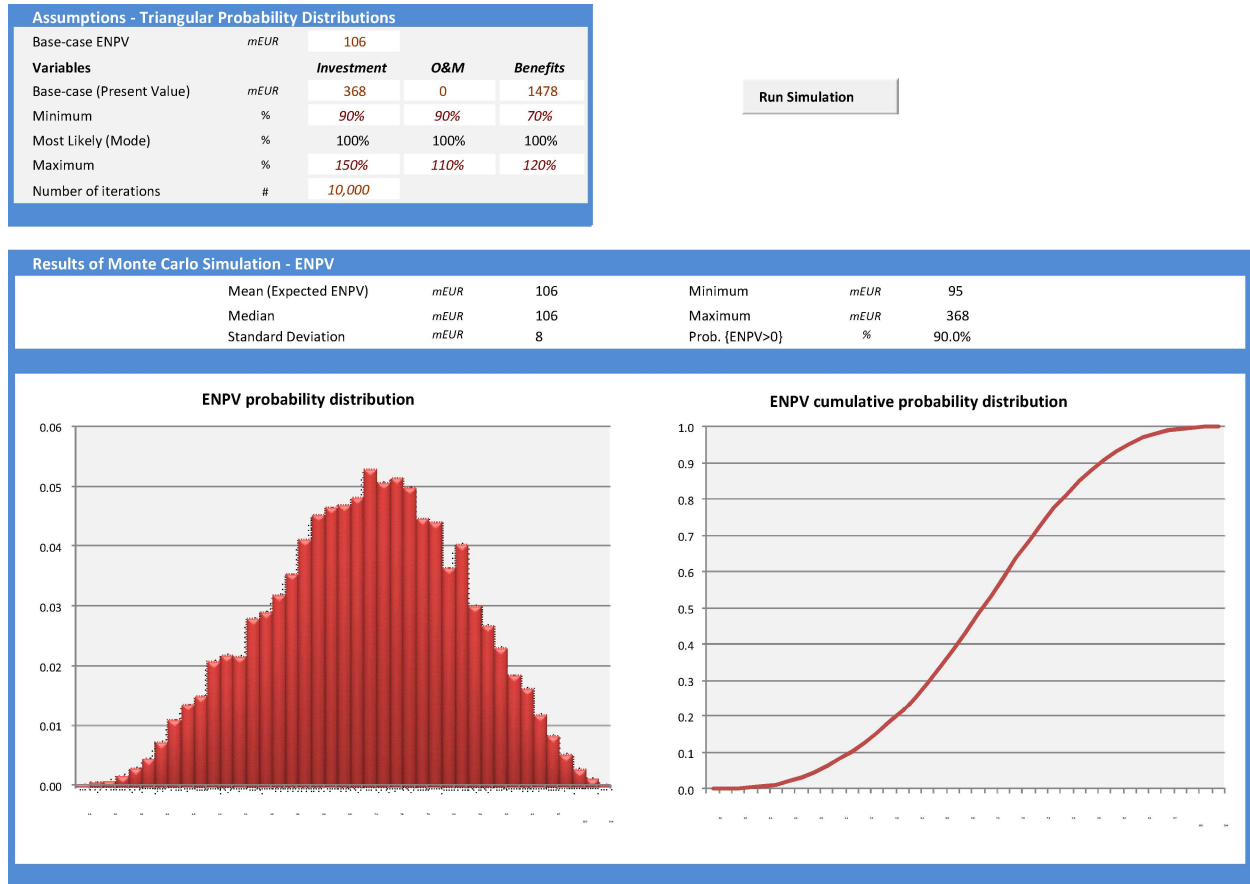 Assumptions - Triangular Probability Distributions
Base-case ENPV mEUR 106
Variables Investment O&M Benefits
Base-case (Present Value) mEUR 368 0 1478
Minimum % 90% 90% 70%
Most Likely (Mode) % 100% 100% 100%
Maximum % 150% 110% 120%
Number of iterations # 10,000
Run Simulation
Results of Monte Carlo Simulation - ENPV
Mean (Expected ENPV) mEUR 106 Minimum mEUR 95
Median mEUR 106 Maximum mEUR 368
Standard Deviation mEUR 8 Prob. {ENPV>0} % 90.0%
ENPV probability distribution
0.06
0.05
0.04
0.03
0.02
0.01
0.00
ENPV cumulative probability distribution
1.0
0.9
0.8
0.7
0.6
0.5
0.4
0.3
0.2
0.1
0.0